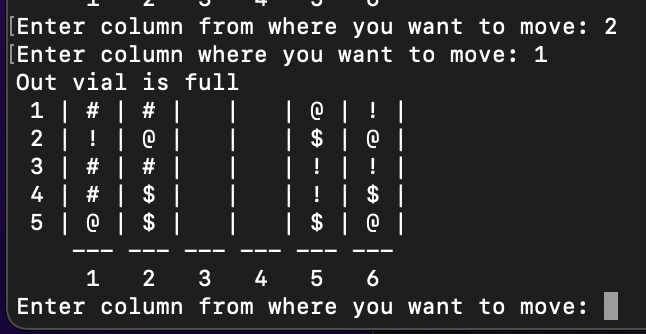 [Enter column from where you want to move: 2
[Enter column where you want to move: 1
Out vial is full
 1 | # | # |   |   | @ | ! |
 2 | ! | @ |   |   | $ | @ |
 3 | # | # |   |   | ! | ! |
 4 | # | $ |   |   | ! | $ |
 5 | @ | $ |   |   | $ | @ |
    --- --- --- --- --- ---
     1   2   3   4   5   6
Enter column from where you want to move: